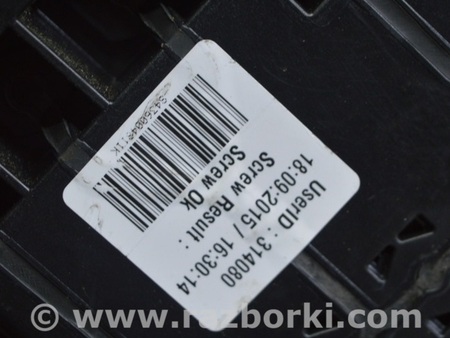 UserID : 314080
18:09:2015 / 16:30:14
Screw Result :
Screw Ok
© www.razborki.com